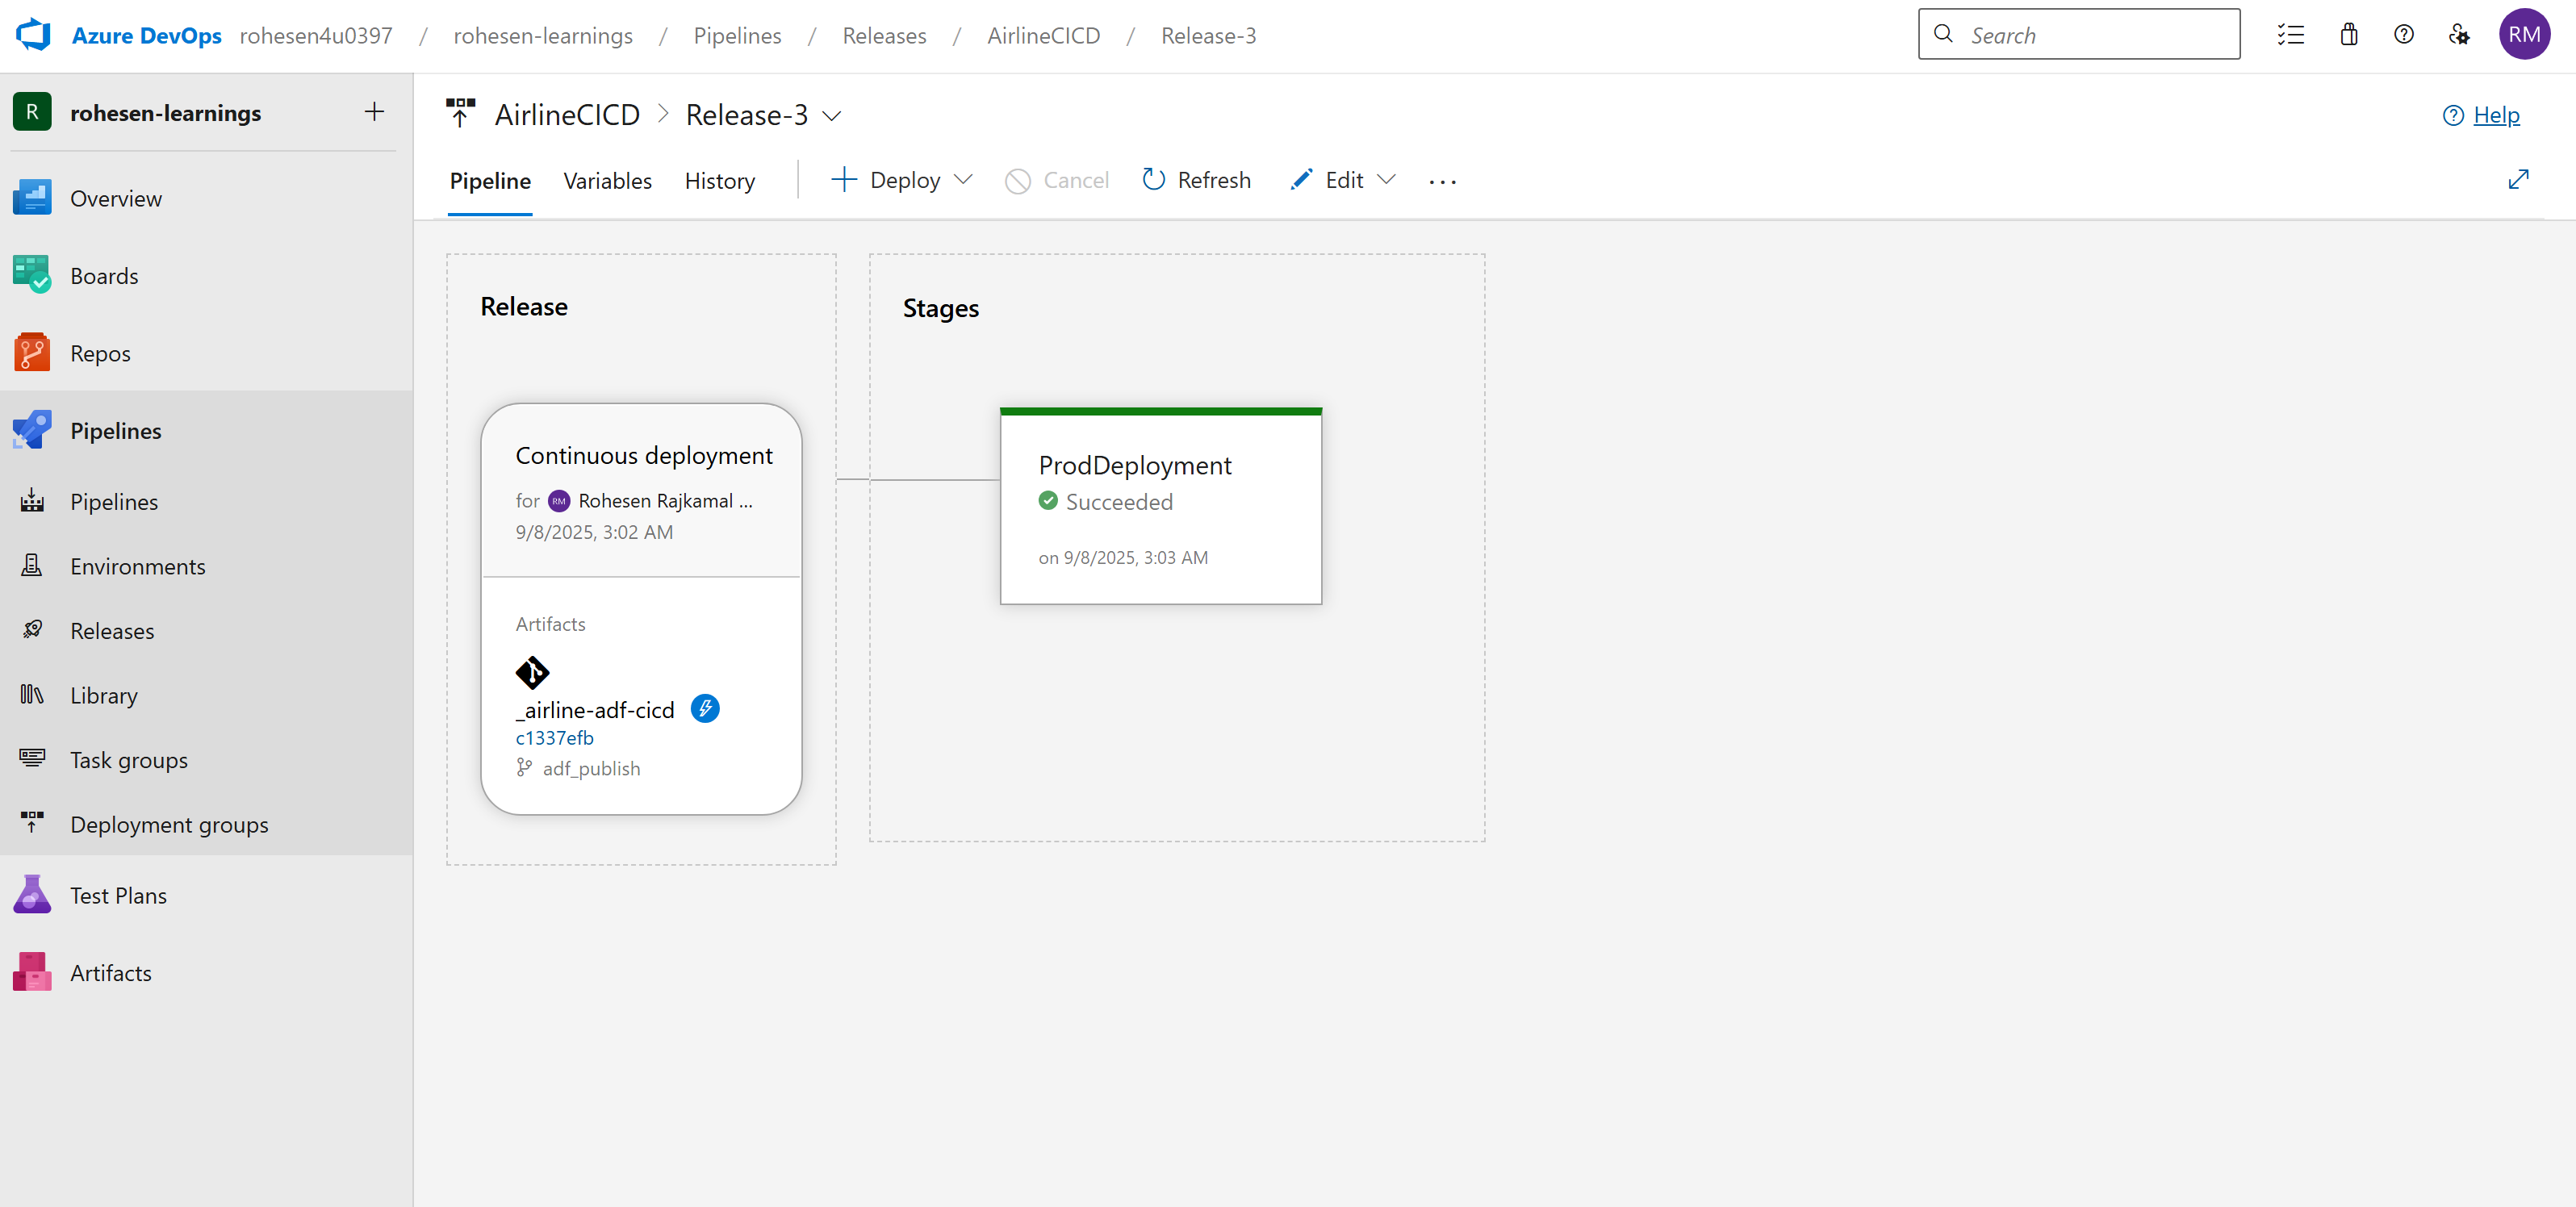 Azure DevOps rohesen4u0397 / rohesen-learnings / Pipelines / Releases / AirlineCICD / Release-3
Search
RM
R rohesen-learnings
Overview
Boards
Repos
Pipelines
Pipelines
Environments
Releases
Library
Task groups
Deployment groups
Test Plans
Artifacts
AirlineCICD > Release-3
Help
Pipeline Variables History Deploy Cancel Refresh Edit ...
Release
Continuous deployment
for RM Rohesen Rajkamal ...
9/8/2025, 3:02 AM
Artifacts
_airline-adf-cicd
c1337efb
adf_publish
Stages
ProdDeployment
Succeeded
on 9/8/2025, 3:03 AM